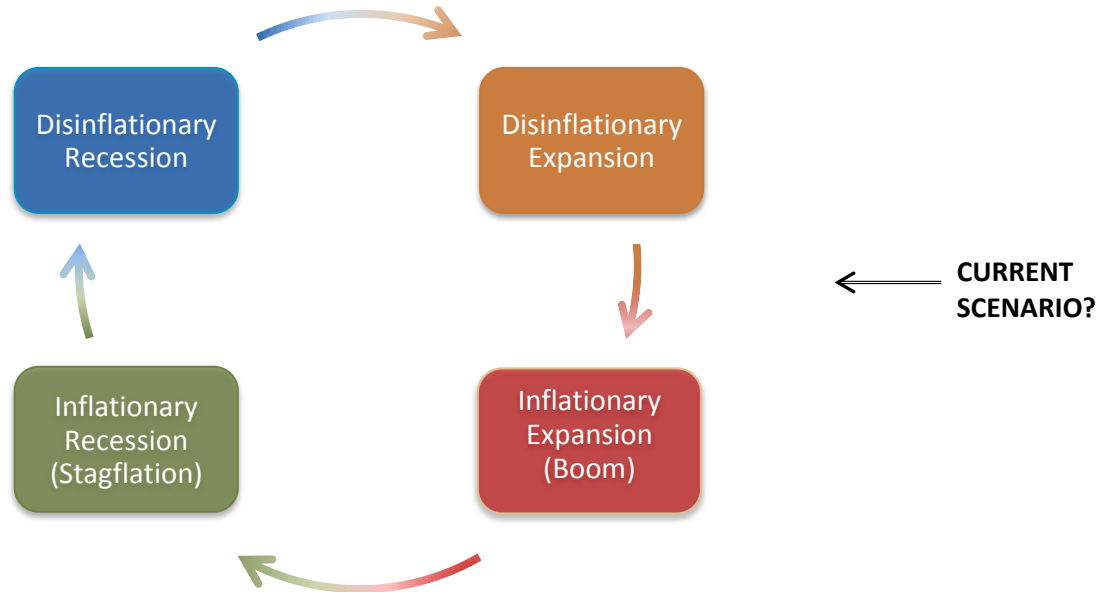 Disinflationary
Recession
Disinflationary
Expansion
CURRENT
SCENARIO?
Inflationary
Recession
(Stagflation)
Inflationary
Expansion
(Boom)